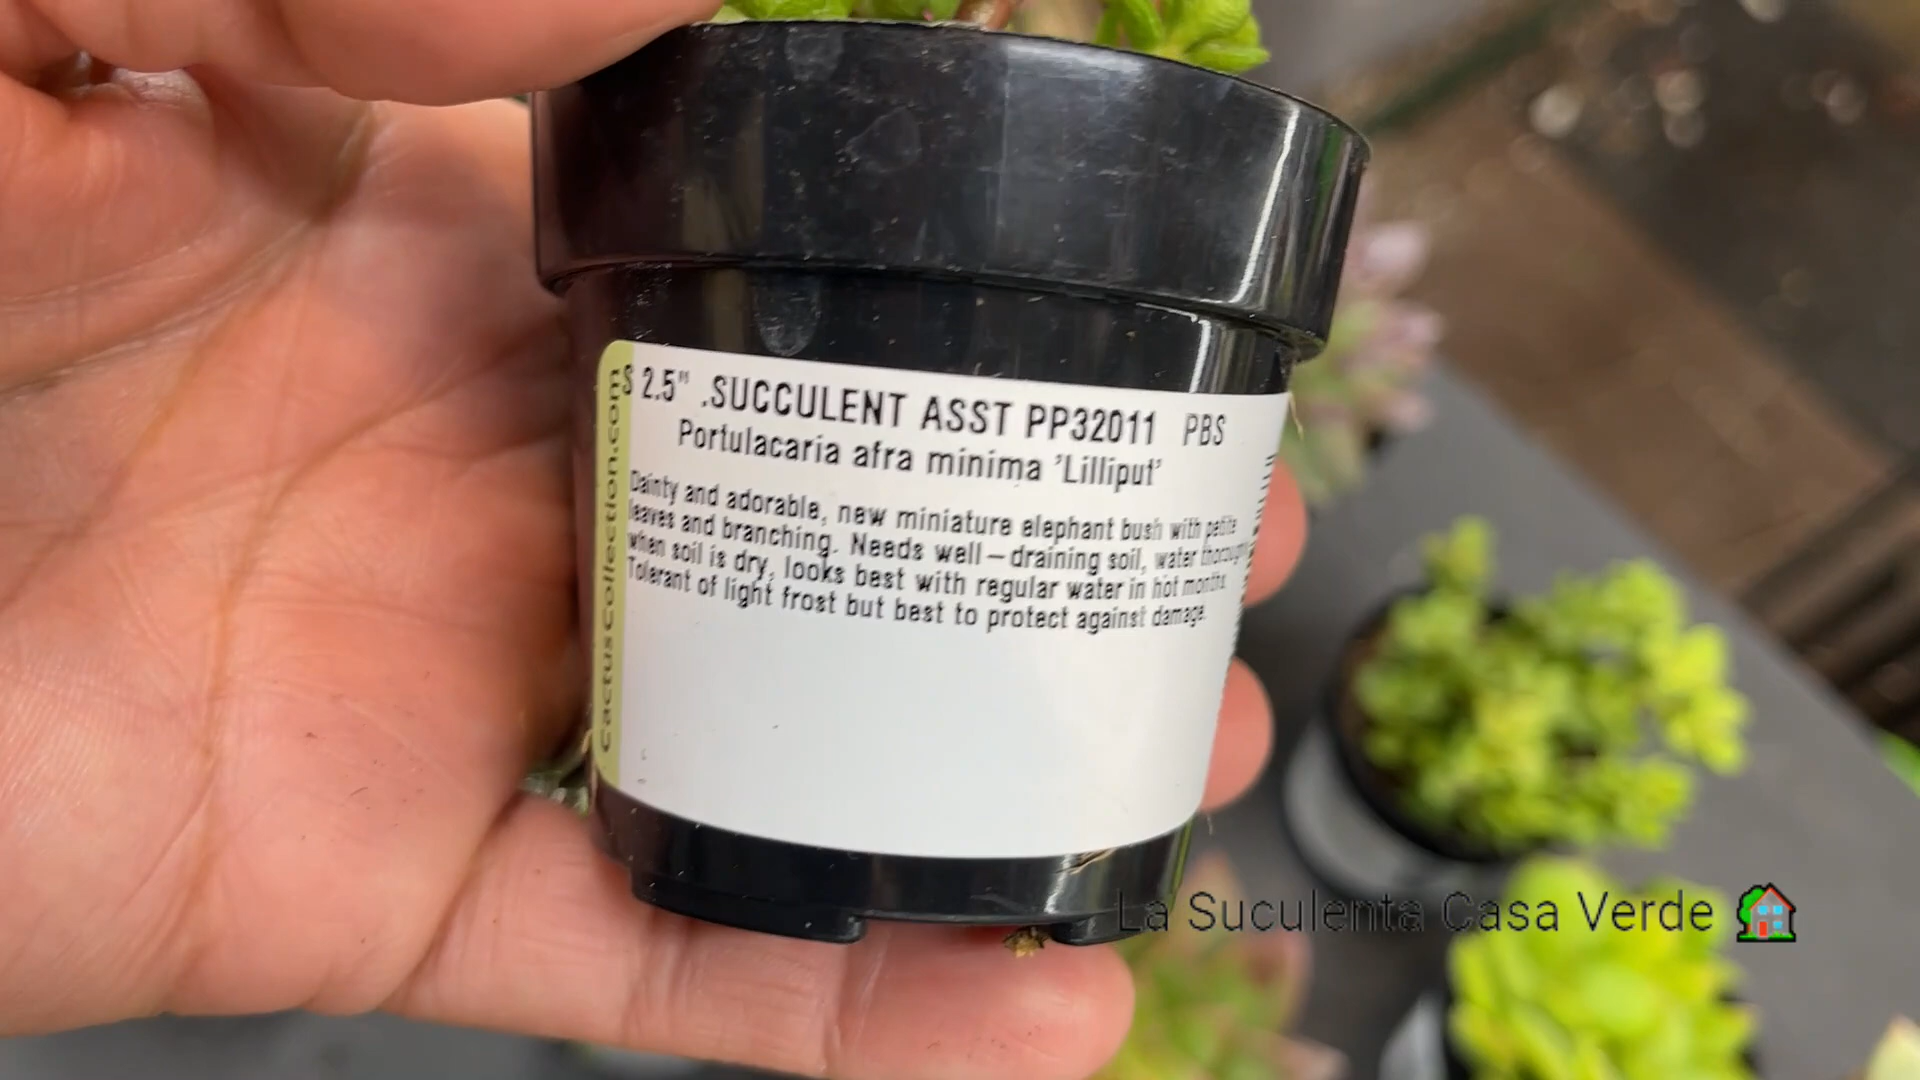 S 2.5" .SUCCULENT ASST PP32011 PBS
Portulacaria afra minima 'Lilliput'
Dainty and adorable, new miniature elephant bush with petite
leaves and branching. Needs well-draining soil, water thoroughly
when soil is dry, looks best with regular water in hot months.
Tolerant of light frost but best to protect against damage.
CactusCollection.com
La Suculenta Casa Verde